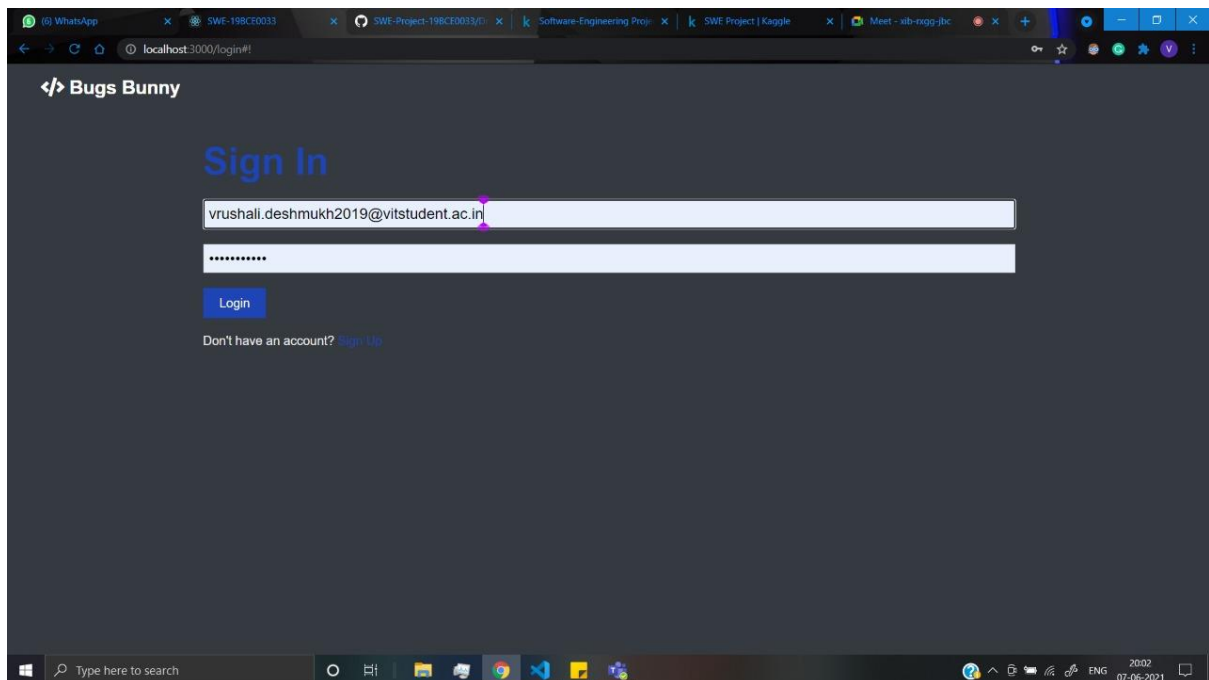 (6) WhatsApp
SWE-19BCE0033
SWE-Project-19BCE0033/D
Software-Engineering Proje
SWE Project | Kaggle
Meet - xib-rxgg-jbc
localhost:3000/login#!
V
</> Bugs Bunny
Sign In
vrushali.deshmukh2019@vitstudent.ac.in
•••••••••••
Login
Don't have an account? Sign Up
Type here to search
ENG
20:02
07-06-2021